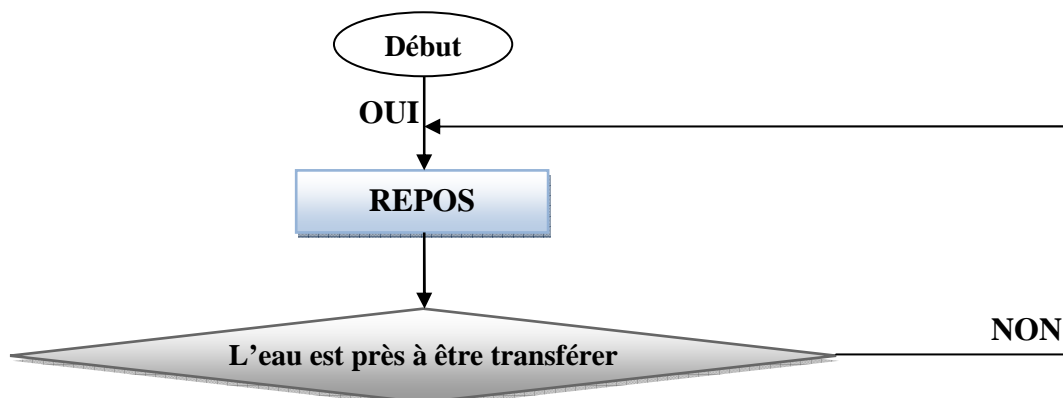 Début
OUI
REPOS
NON
L'eau est près à être transférer